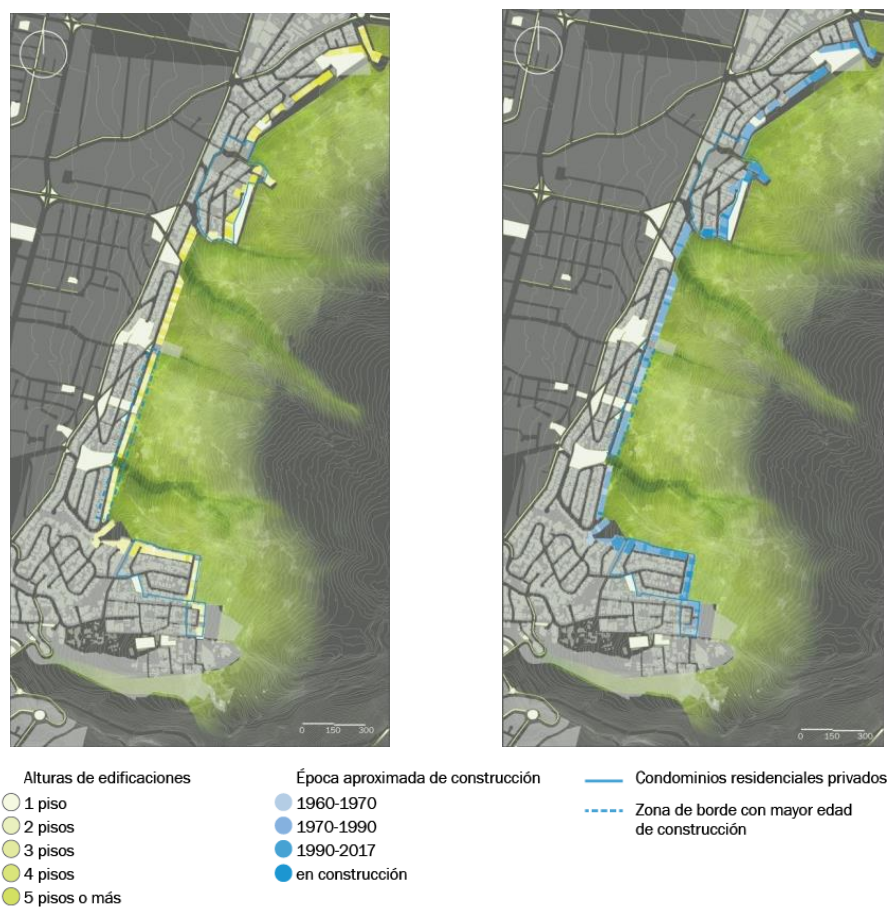 0 150 300
0 150 300
Alturas de edificaciones
1 piso
2 pisos
3 pisos
4 pisos
5 pisos o más
Época aproximada de construcción
1960-1970
1970-1990
1990-2017
en construcción
Condominios residenciales privados
Zona de borde con mayor edad
de construcción